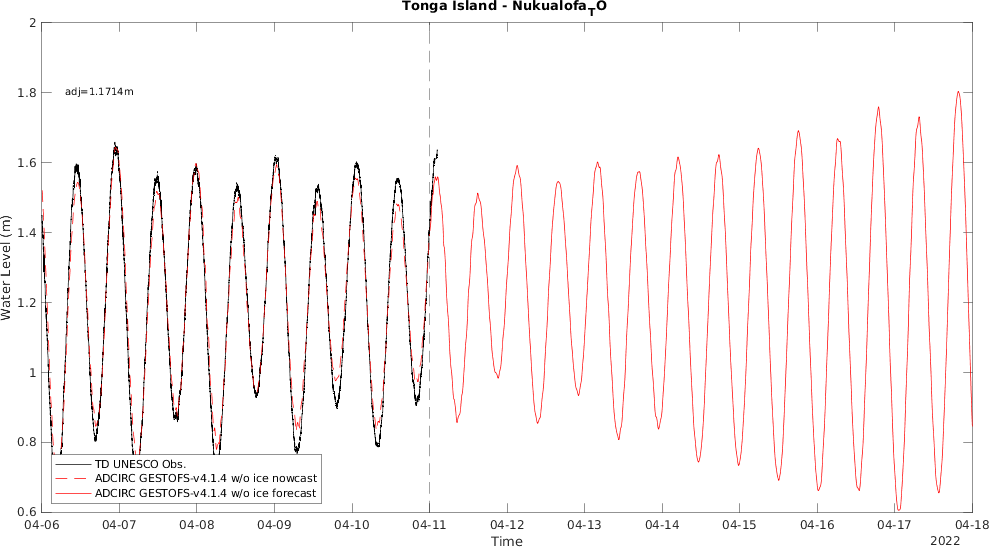 Tonga Island - NukualofaTO
2
1.8
adj=1.1714m
1.6
1.4
Water Level (m)
1.2
1
0.8
TD UNESCO Obs.
ADCIRC GESTOFS-v4.1.4 w/o ice nowcast
ADCIRC GESTOFS-v4.1.4 w/o ice forecast
0.6
04-06 04-07 04-08 04-09 04-10 04-11 04-12 04-13 04-14 04-15 04-16 04-17 04-18
Time
2022